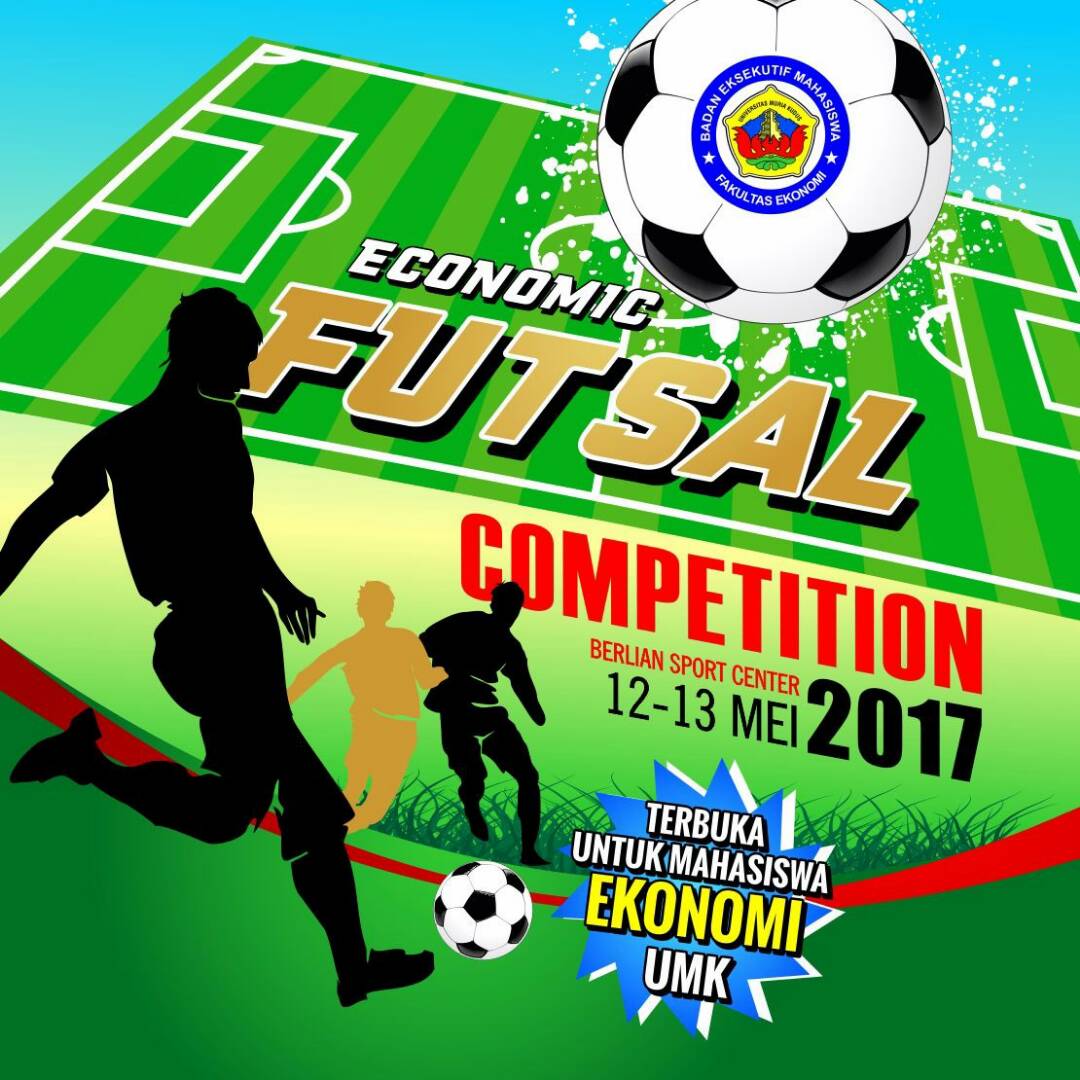 BADAN EKSEKUTIF MAHASISWA
UNIVERSITAS MURIA KUDUS
FAKULTAS EKONOMI
ECONOMIC
FUTSAL
COMPETITION
BERLIAN SPORT CENTER
12-13 MEI 2017
TERBUKA
UNTUK MAHASISWA
EKONOMI
UMK